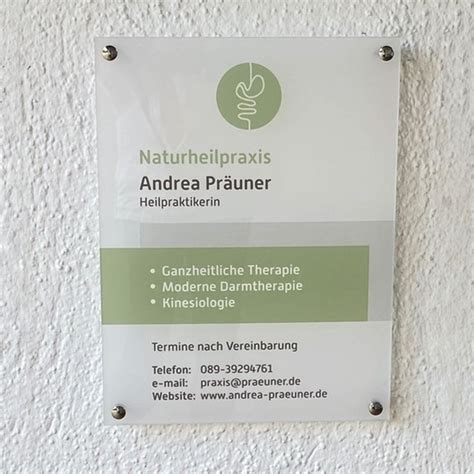 Naturheilpraxis
Andrea Präuner
Heilpraktikerin
• Ganzheitliche Therapie
• Moderne Darmtherapie
• Kinesiologie
Termine nach Vereinbarung
Telefon: 089-39294761
e-mail: praxis@praeuner.de
Website: www.andrea-praeuner.de